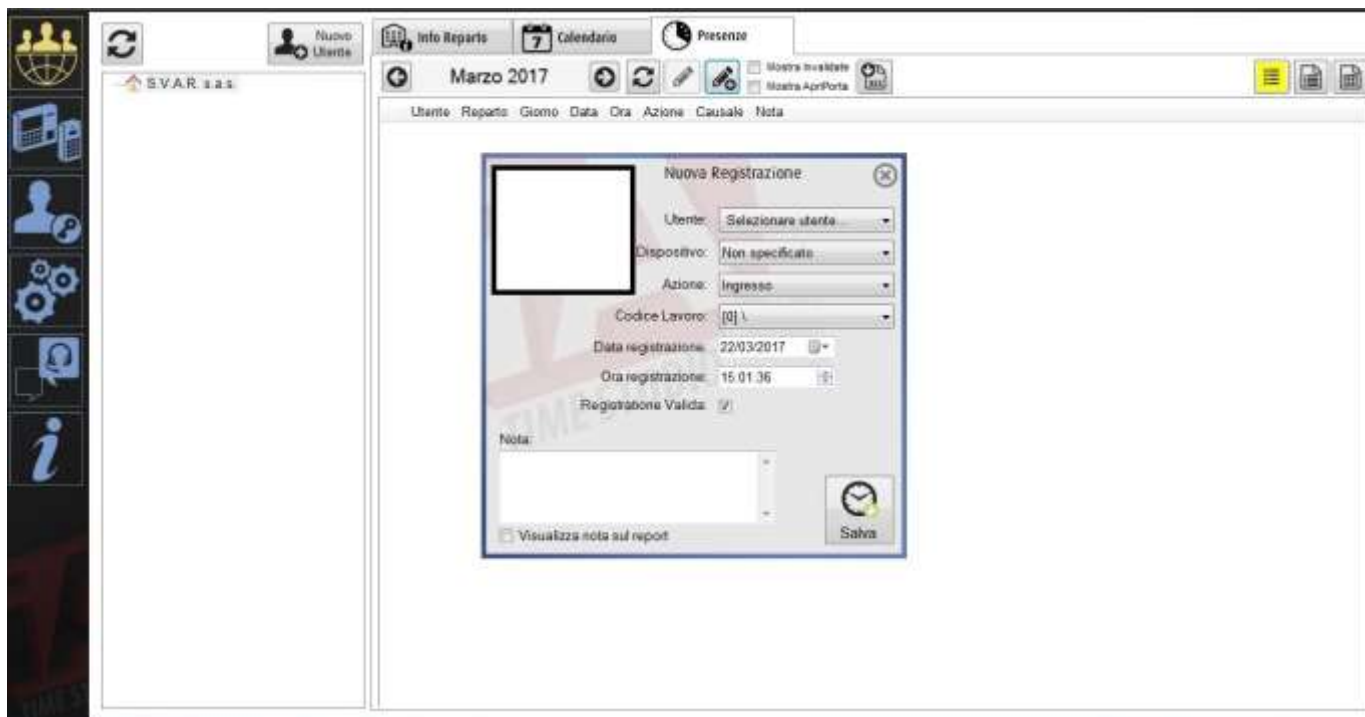 Nuovo Utente
S.V.A.R. s.a.s.
Info Reparto
7 Calendario
Presenze
Marzo 2017
Mostra Invalidate
Mostra ApriPorta
Utente Reparto Giorno Data Ora Azione Causale Nota
Nuova Registrazione
Utente: Selezionare utente...
Dispositivo: Non specificato
Azione: Ingresso
Codice Lavoro: [0] \
Data registrazione: 22/03/2017
Ora registrazione: 15.01.36
Registrazione Valida:
Nota:
Visualizza nota sul report
Salva